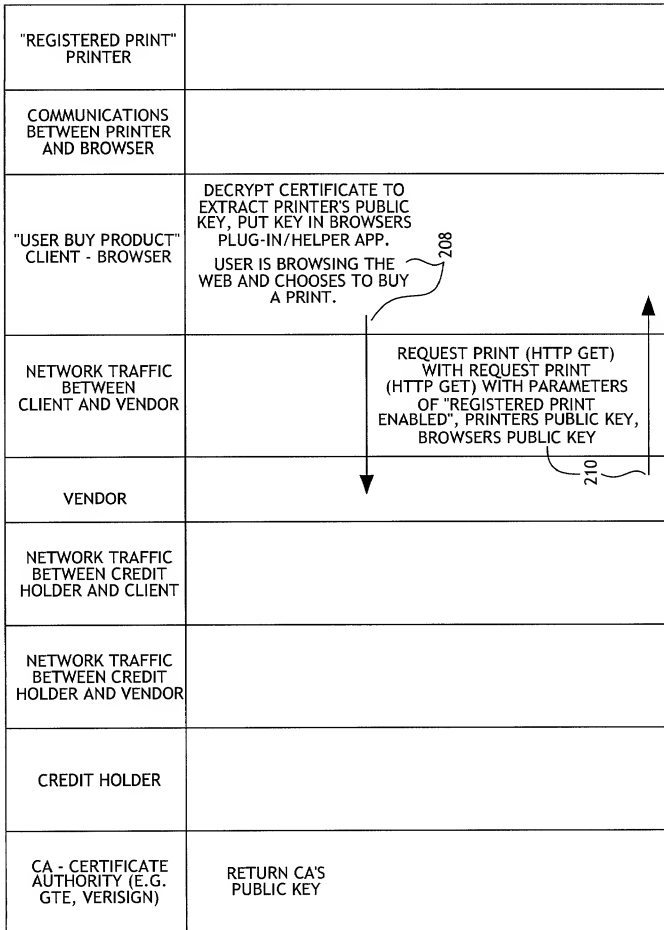 "REGISTERED PRINT"
PRINTER
COMMUNICATIONS
BETWEEN PRINTER
AND BROWSER
"USER BUY PRODUCT"
CLIENT - BROWSER
DECRYPT CERTIFICATE TO
EXTRACT PRINTER'S PUBLIC
KEY, PUT KEY IN BROWSERS
PLUG-IN/HELPER APP.
USER IS BROWSING THE
WEB AND CHOOSES TO BUY
A PRINT.
208
NETWORK TRAFFIC
BETWEEN
CLIENT AND VENDOR
REQUEST PRINT (HTTP GET)
WITH REQUEST PRINT
(HTTP GET) WITH PARAMETERS
OF "REGISTERED PRINT
ENABLED", PRINTERS PUBLIC KEY,
BROWSERS PUBLIC KEY
210
VENDOR
NETWORK TRAFFIC
BETWEEN CREDIT
HOLDER AND CLIENT
NETWORK TRAFFIC
BETWEEN CREDIT
HOLDER AND VENDOR
CREDIT HOLDER
CA - CERTIFICATE
AUTHORITY (E.G.
GTE, VERISIGN)
RETURN CA'S
PUBLIC KEY